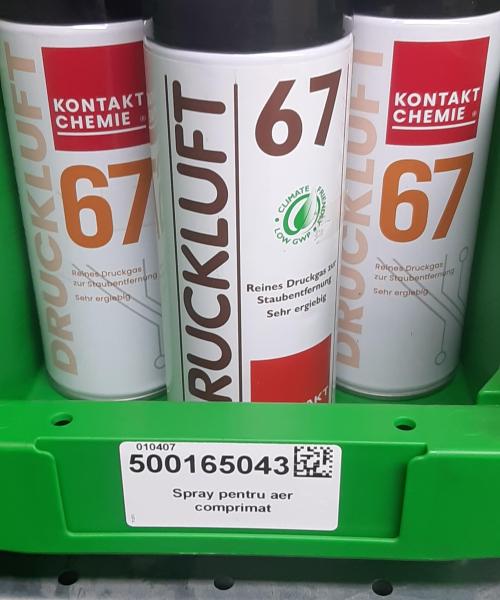 DRUCKLUFT
KONTAKT
CHEMIE
67
Reines Druckgas
zur Staubentfernung
Sehr ergiebig
DRUCKLUFT
67
CLIMATE FRIENDLY
LOW GWP
Reines Druckgas zur
Staubentfernung
Sehr ergiebig
DRUCKLUFT
KONTAKT
CHEMIE
67
Reines Druckgas
zur Staubentfernung
Sehr ergiebig
010407
500165043
Spray pentru aer
comprimat